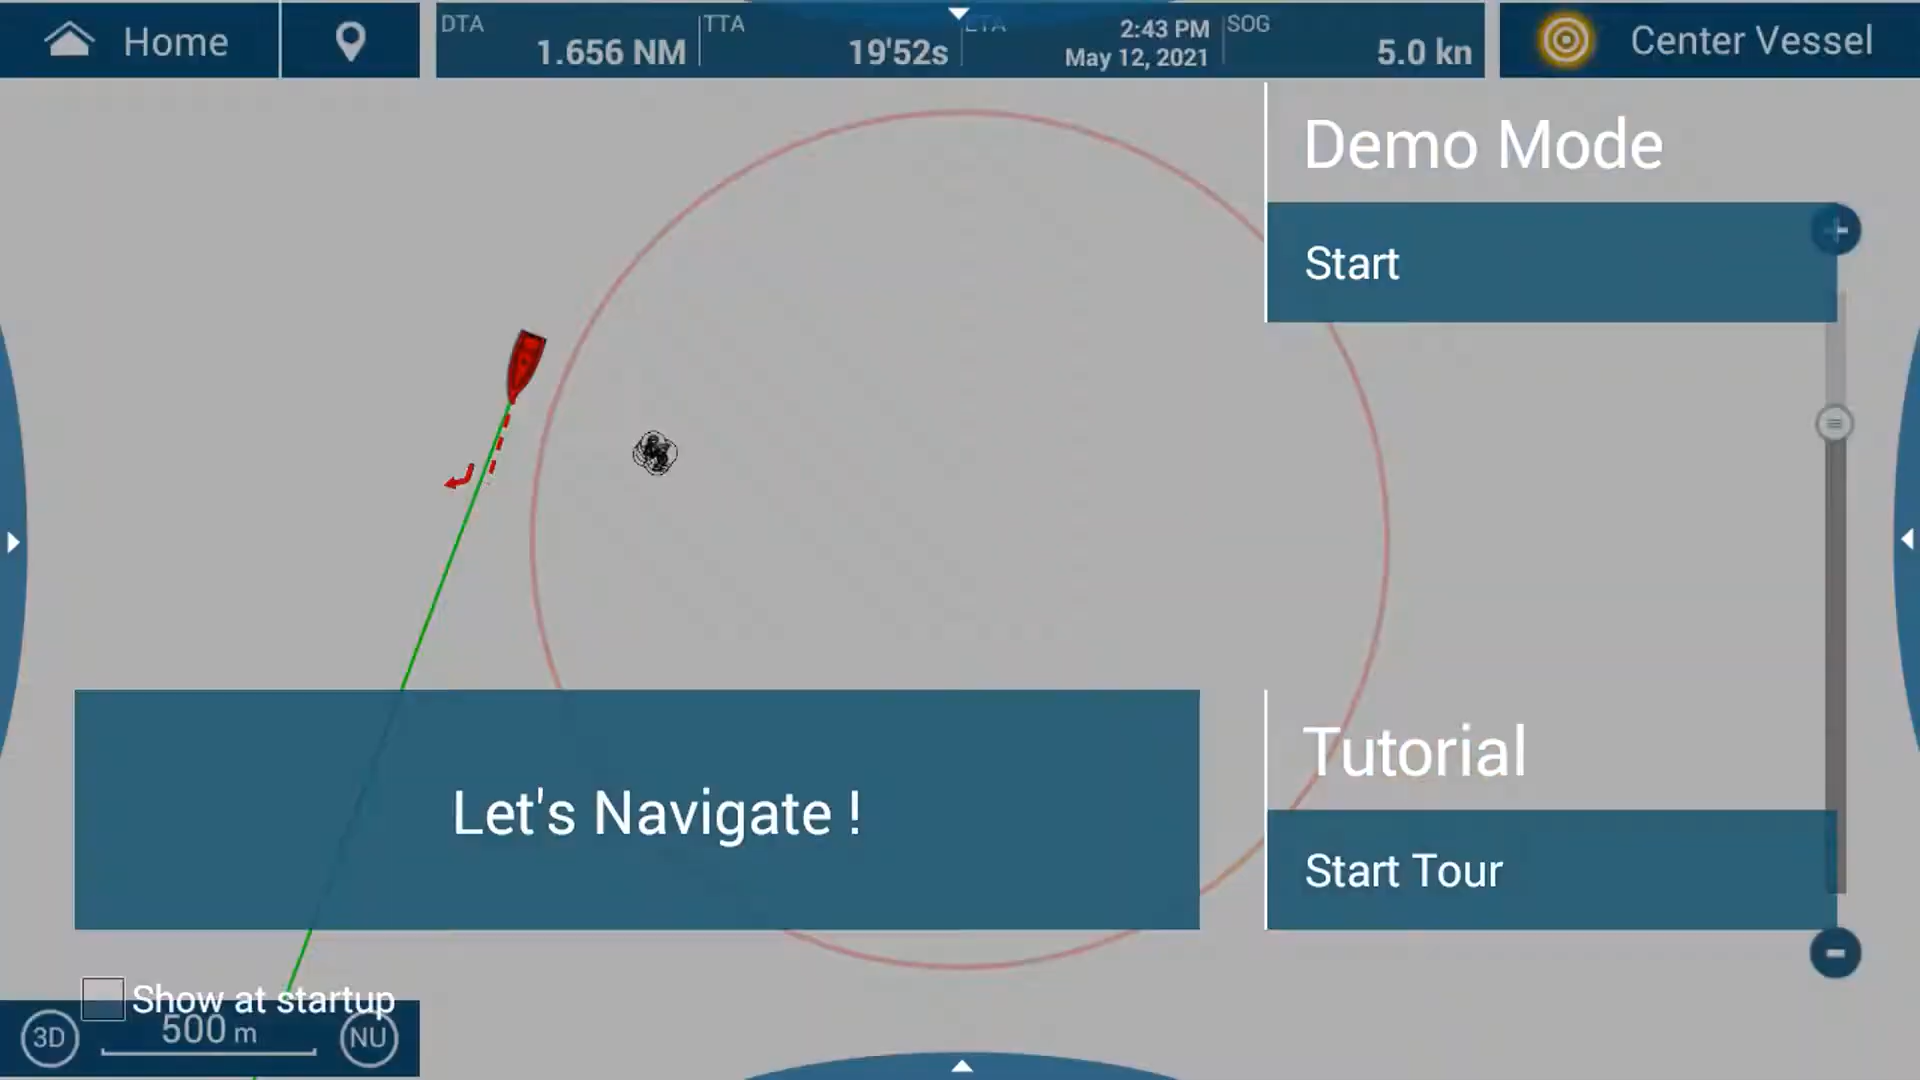 Home
DTA
1.656 NM
TTA
19'52s
ETA
2:43 PM
May 12, 2021
SOG
5.0 kn
Center Vessel
Demo Mode
Start
Let's Navigate !
Tutorial
Start Tour
Show at startup
3D
500 m
NU